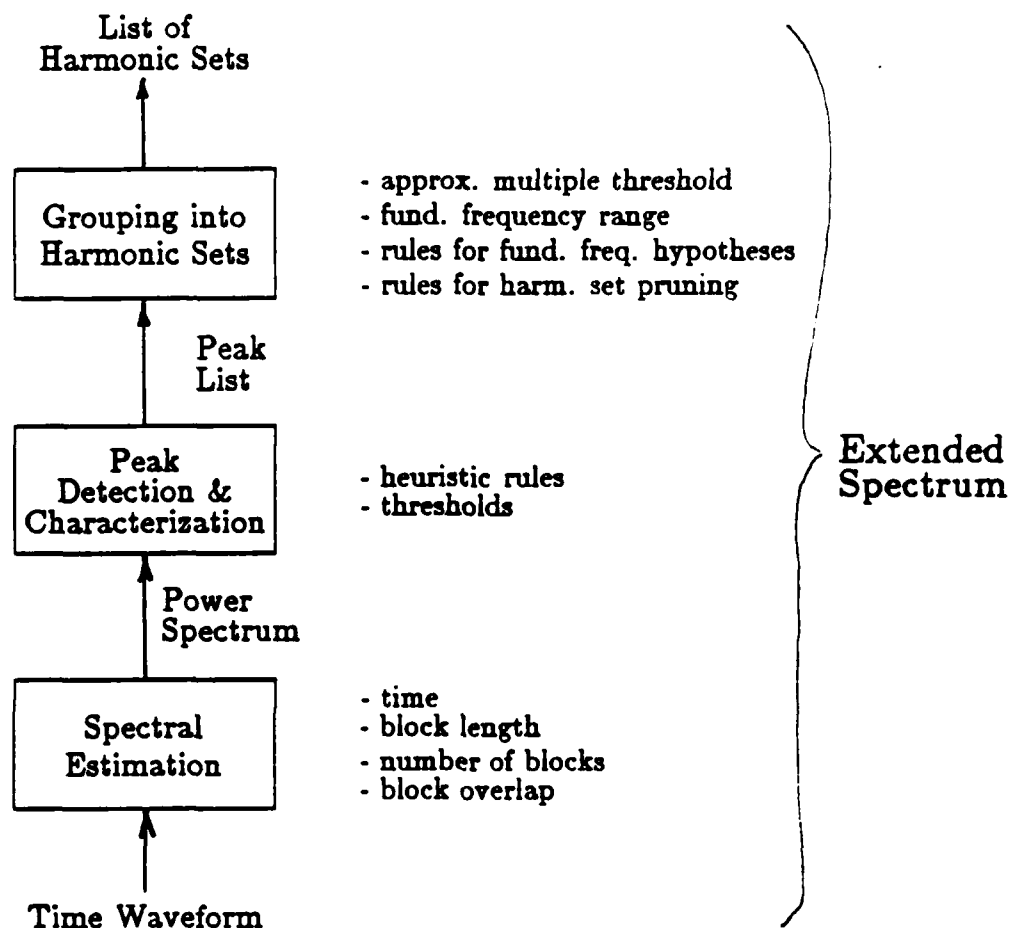 List of
Harmonic Sets
Grouping into
Harmonic Sets
- approx. multiple threshold
- fund. frequency range
- rules for fund. freq. hypotheses
- rules for harm. set pruning
Peak
List
Peak
Detection &
Characterization
- heuristic rules
- thresholds
Extended
Spectrum
Power
Spectrum
Spectral
Estimation
- time
- block length
- number of blocks
- block overlap
Time Waveform